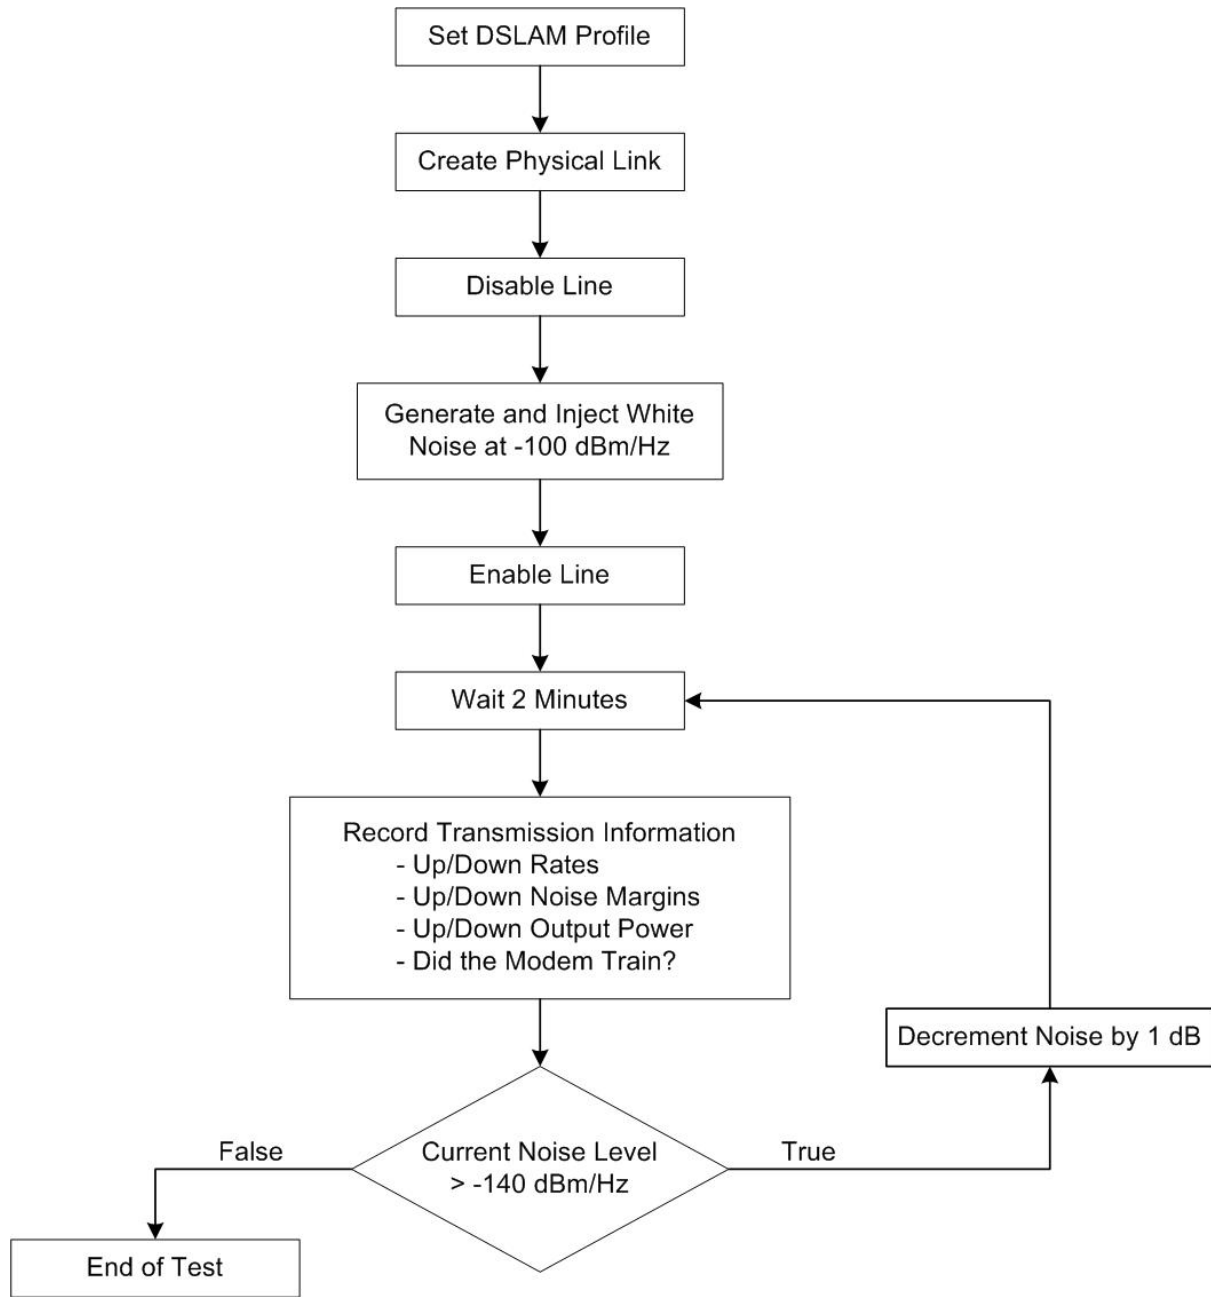 Set DSLAM Profile
Create Physical Link
Disable Line
Generate and Inject White
Noise at -100 dBm/Hz
Enable Line
Wait 2 Minutes
Record Transmission Information
- Up/Down Rates
- Up/Down Noise Margins
- Up/Down Output Power
- Did the Modem Train?
Decrement Noise by 1 dB
False
Current Noise Level
> -140 dBm/Hz
True
End of Test